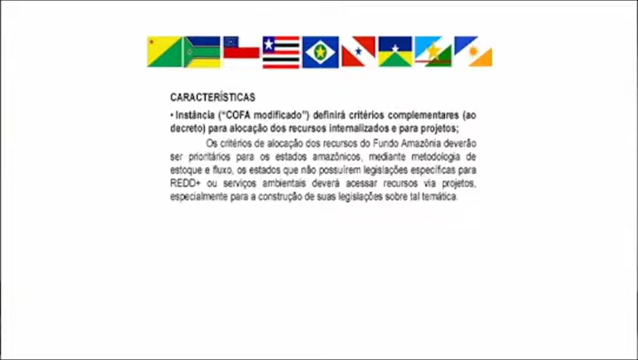 CARACTERÍSTICAS
• Instância (“COFA modificado”) definirá critérios complementares (ao
decreto) para alocação dos recursos internalizados e para projetos;
Os critérios de alocação dos recursos do Fundo Amazônia deverão
ser prioritários para os estados amazônicos, mediante metodologia de
estoque e fluxo, os estados que não possuírem legislações específicas para
REDD+ ou serviços ambientais deverá acessar recursos via projetos,
especialmente para a construção de suas legislações sobre tal temática.